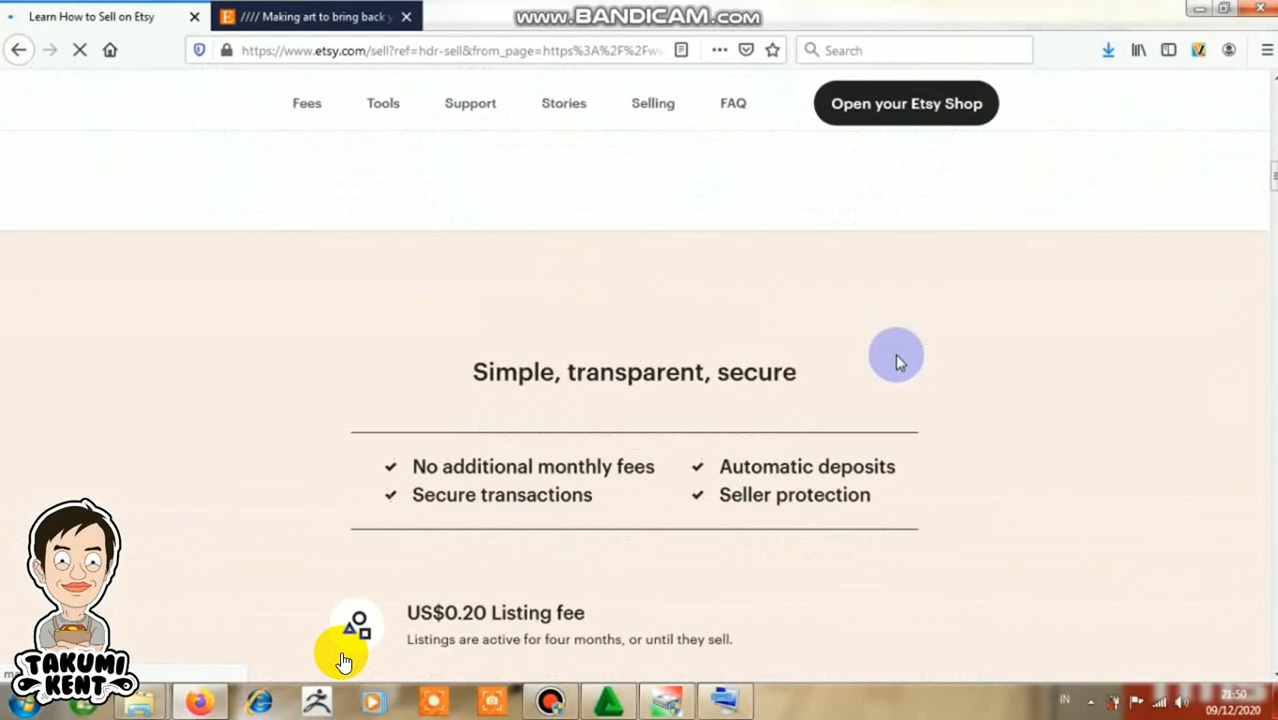 www.BANDICAM.com
Learn How to Sell on Etsy
//// Making art to bring back
https://www.etsy.com/sell?ref=hdr-sell&from_page=https%3A%2F%2Fw
Search
Fees
Tools
Support
Stories
Selling
FAQ
Open your Etsy Shop
Simple, transparent, secure
No additional monthly fees
Automatic deposits
Secure transactions
Seller protection
US$0.20 Listing fee
Listings are active for four months, or until they sell.
TAKUMI
KENT
IN
21:50
09/12/2020